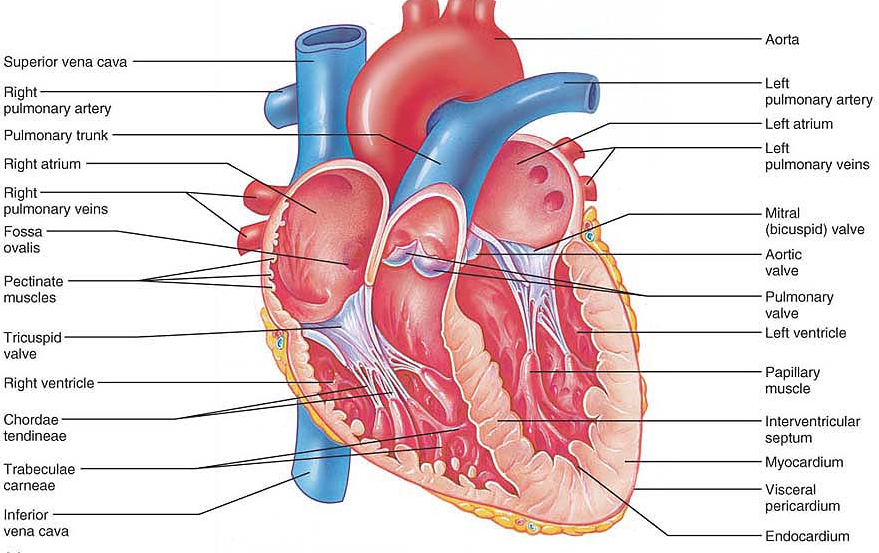 Superior vena cava
Right
pulmonary artery
Pulmonary trunk
Right atrium
Right
pulmonary veins
Fossa
ovalis
Pectinate
muscles
Tricuspid
valve
Right ventricle
Chordae
tendineae
Trabeculae
carneae
Inferior
vena cava
Aorta
Left
pulmonary artery
Left atrium
Left
pulmonary veins
Mitral
(bicuspid) valve
Aortic
valve
Pulmonary
valve
Left ventricle
Papillary
muscle
Interventricular
septum
Myocardium
Visceral
pericardium
Endocardium